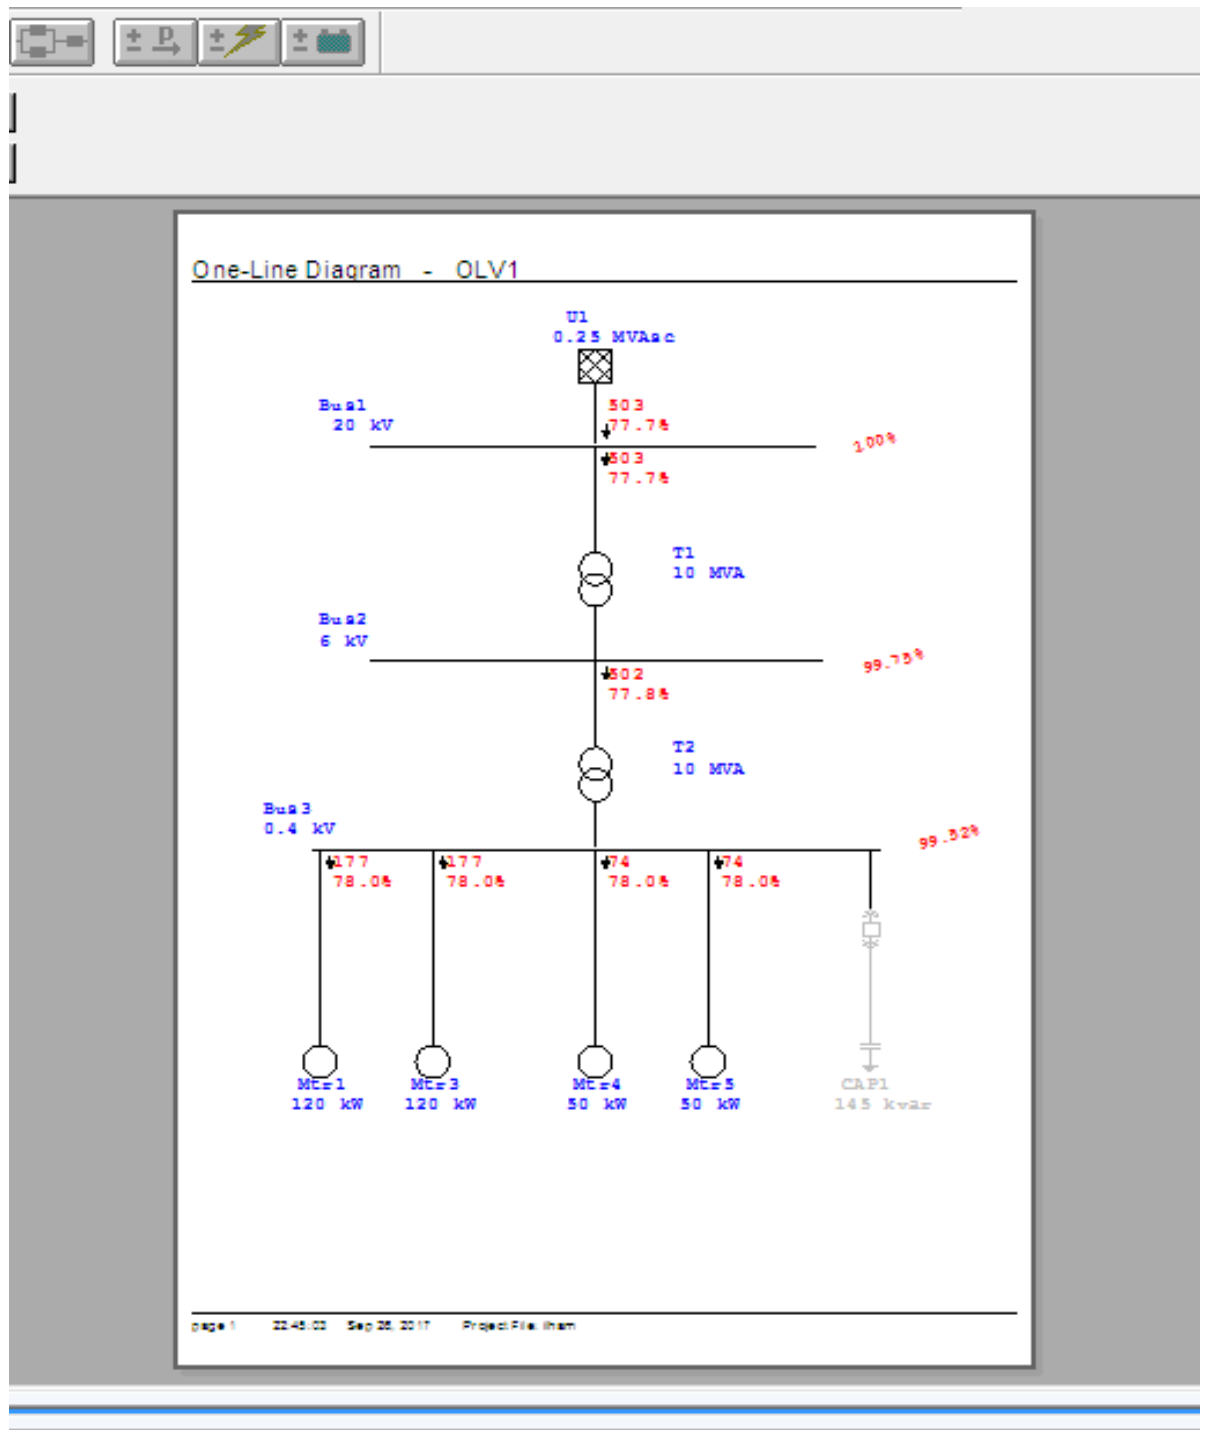 ± P
±
±
One-Line Diagram - OLV1
U1
0.25 MVAsc
Bus1
20 kV
503
77.7%
100%
503
77.7%
T1
10 MVA
Bus2
6 kV
99.75%
502
77.8%
T2
10 MVA
Bus3
0.4 kV
99.52%
177
78.0%
177
78.0%
74
78.0%
74
78.0%
Mtr1
120 kW
Mtr3
120 kW
Mtr4
50 kW
Mtr5
50 kW
CAP1
145 kvar
page 1 22:45:02 Sep 26, 2017 Project File: ilham